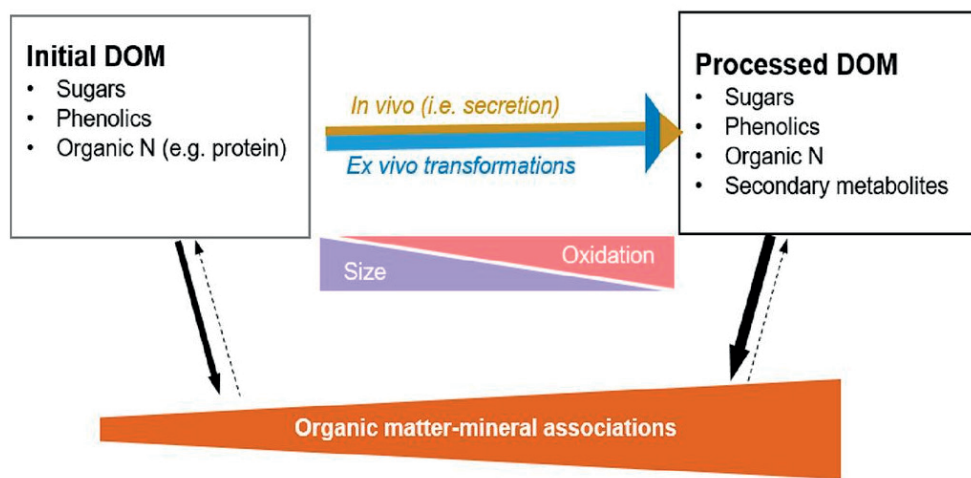 Initial DOM
• Sugars
• Phenolics
• Organic N (e.g. protein)
In vivo (i.e. secretion)
Ex vivo transformations
Processed DOM
• Sugars
• Phenolics
• Organic N
• Secondary metabolites
Size
Oxidation
Organic matter-mineral associations